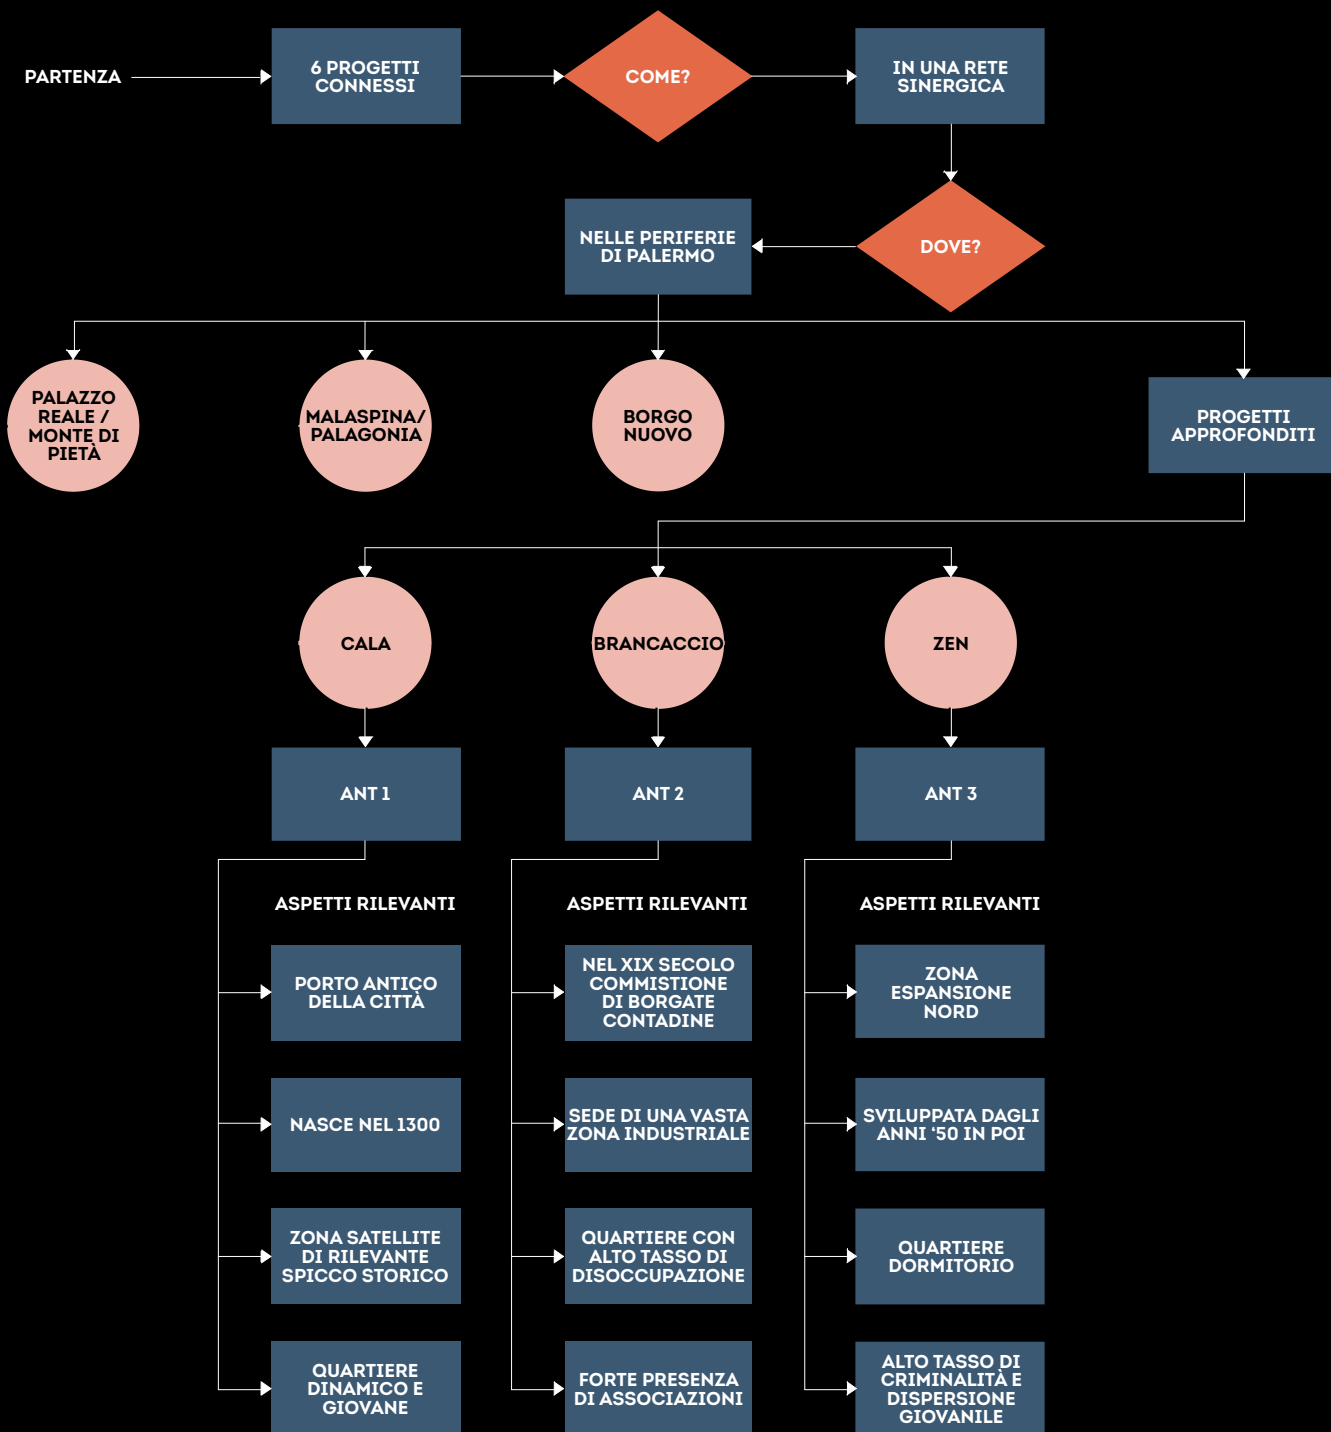 PARTENZA
6 PROGETTI
CONNESSI
COME?
IN UNA RETE
SINERGICA
DOVE?
NELLE PERIFERIE
DI PALERMO
PALAZZO
REALE /
MONTE DI
PIETÀ
MALASPINA/
PALAGONIA
BORGO
NUOVO
PROGETTI
APPROFONDITI
CALA
BRANCACCIO
ZEN
ANT 1
ANT 2
ANT 3
ASPETTI RILEVANTI
PORTO ANTICO
DELLA CITTÀ
NASCE NEL 1300
ZONA SATELLITE
DI RILEVANTE
SPICCO STORICO
QUARTIERE
DINAMICO E
GIOVANE
ASPETTI RILEVANTI
NEL XIX SECOLO
COMMISTIONE
DI BORGATE
CONTADINE
SEDE DI UNA VASTA
ZONA INDUSTRIALE
QUARTIERE CON
ALTO TASSO DI
DISOCCUPAZIONE
FORTE PRESENZA
DI ASSOCIAZIONI
ASPETTI RILEVANTI
ZONA
ESPANSIONE
NORD
SVILUPPATA DAGLI
ANNI ‘50 IN POI
QUARTIERE
DORMITORIO
ALTO TASSO DI
CRIMINALITÀ E
DISPERSIONE
GIOVANILE